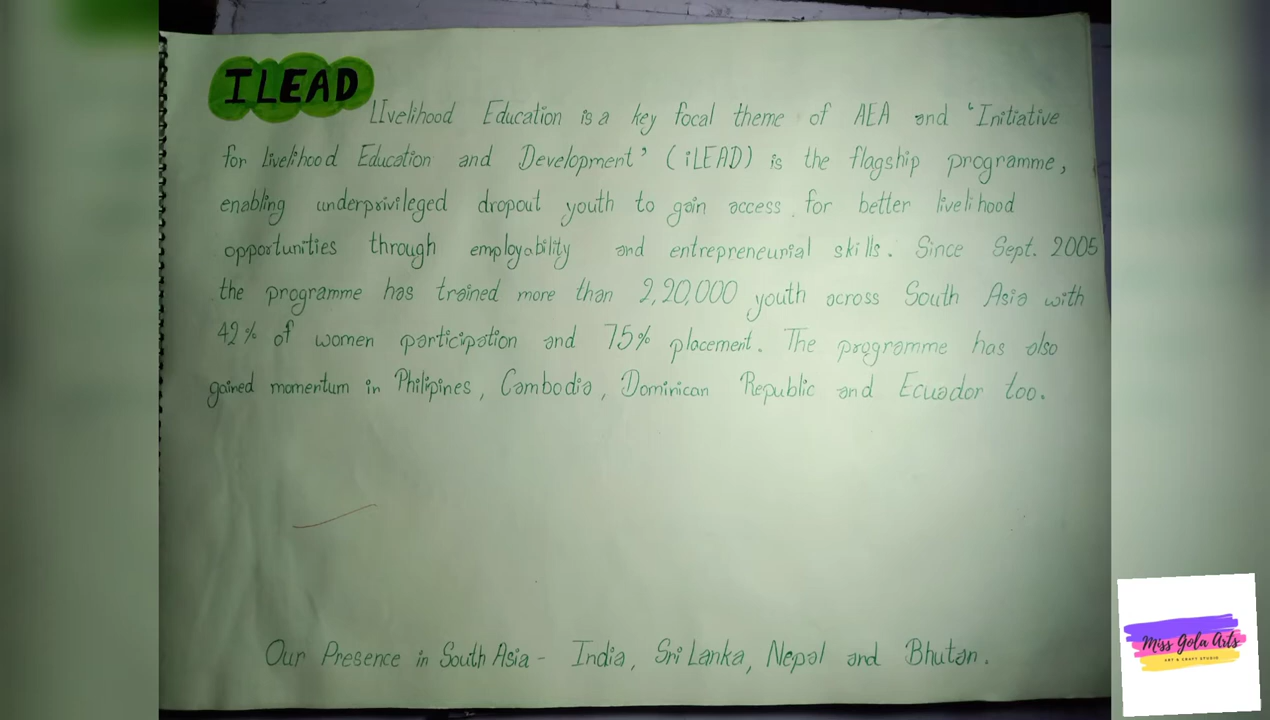 ILEAD
LIvelihood Education is a key focal theme of AEA and 'Initiative
for livelihood Education and Development' (iLEAD) is the flagship programme,
enabling underprivileged dropout youth to gain access for better livelihood
opportunities through employability and entrepreneurial skills. Since Sept. 2005
the programme has trained more than 2,20,000 youth across South Asia with
42% of women participation and 75% placement. The programme has also
gained momentum in Philipines, Cambodia, Dominican Republic and Ecuador too.
Our Presence in South Asia - India, Sri Lanka, Nepal and Bhutan.
Miss Gola Arts
ART & CRAFT STUDIO